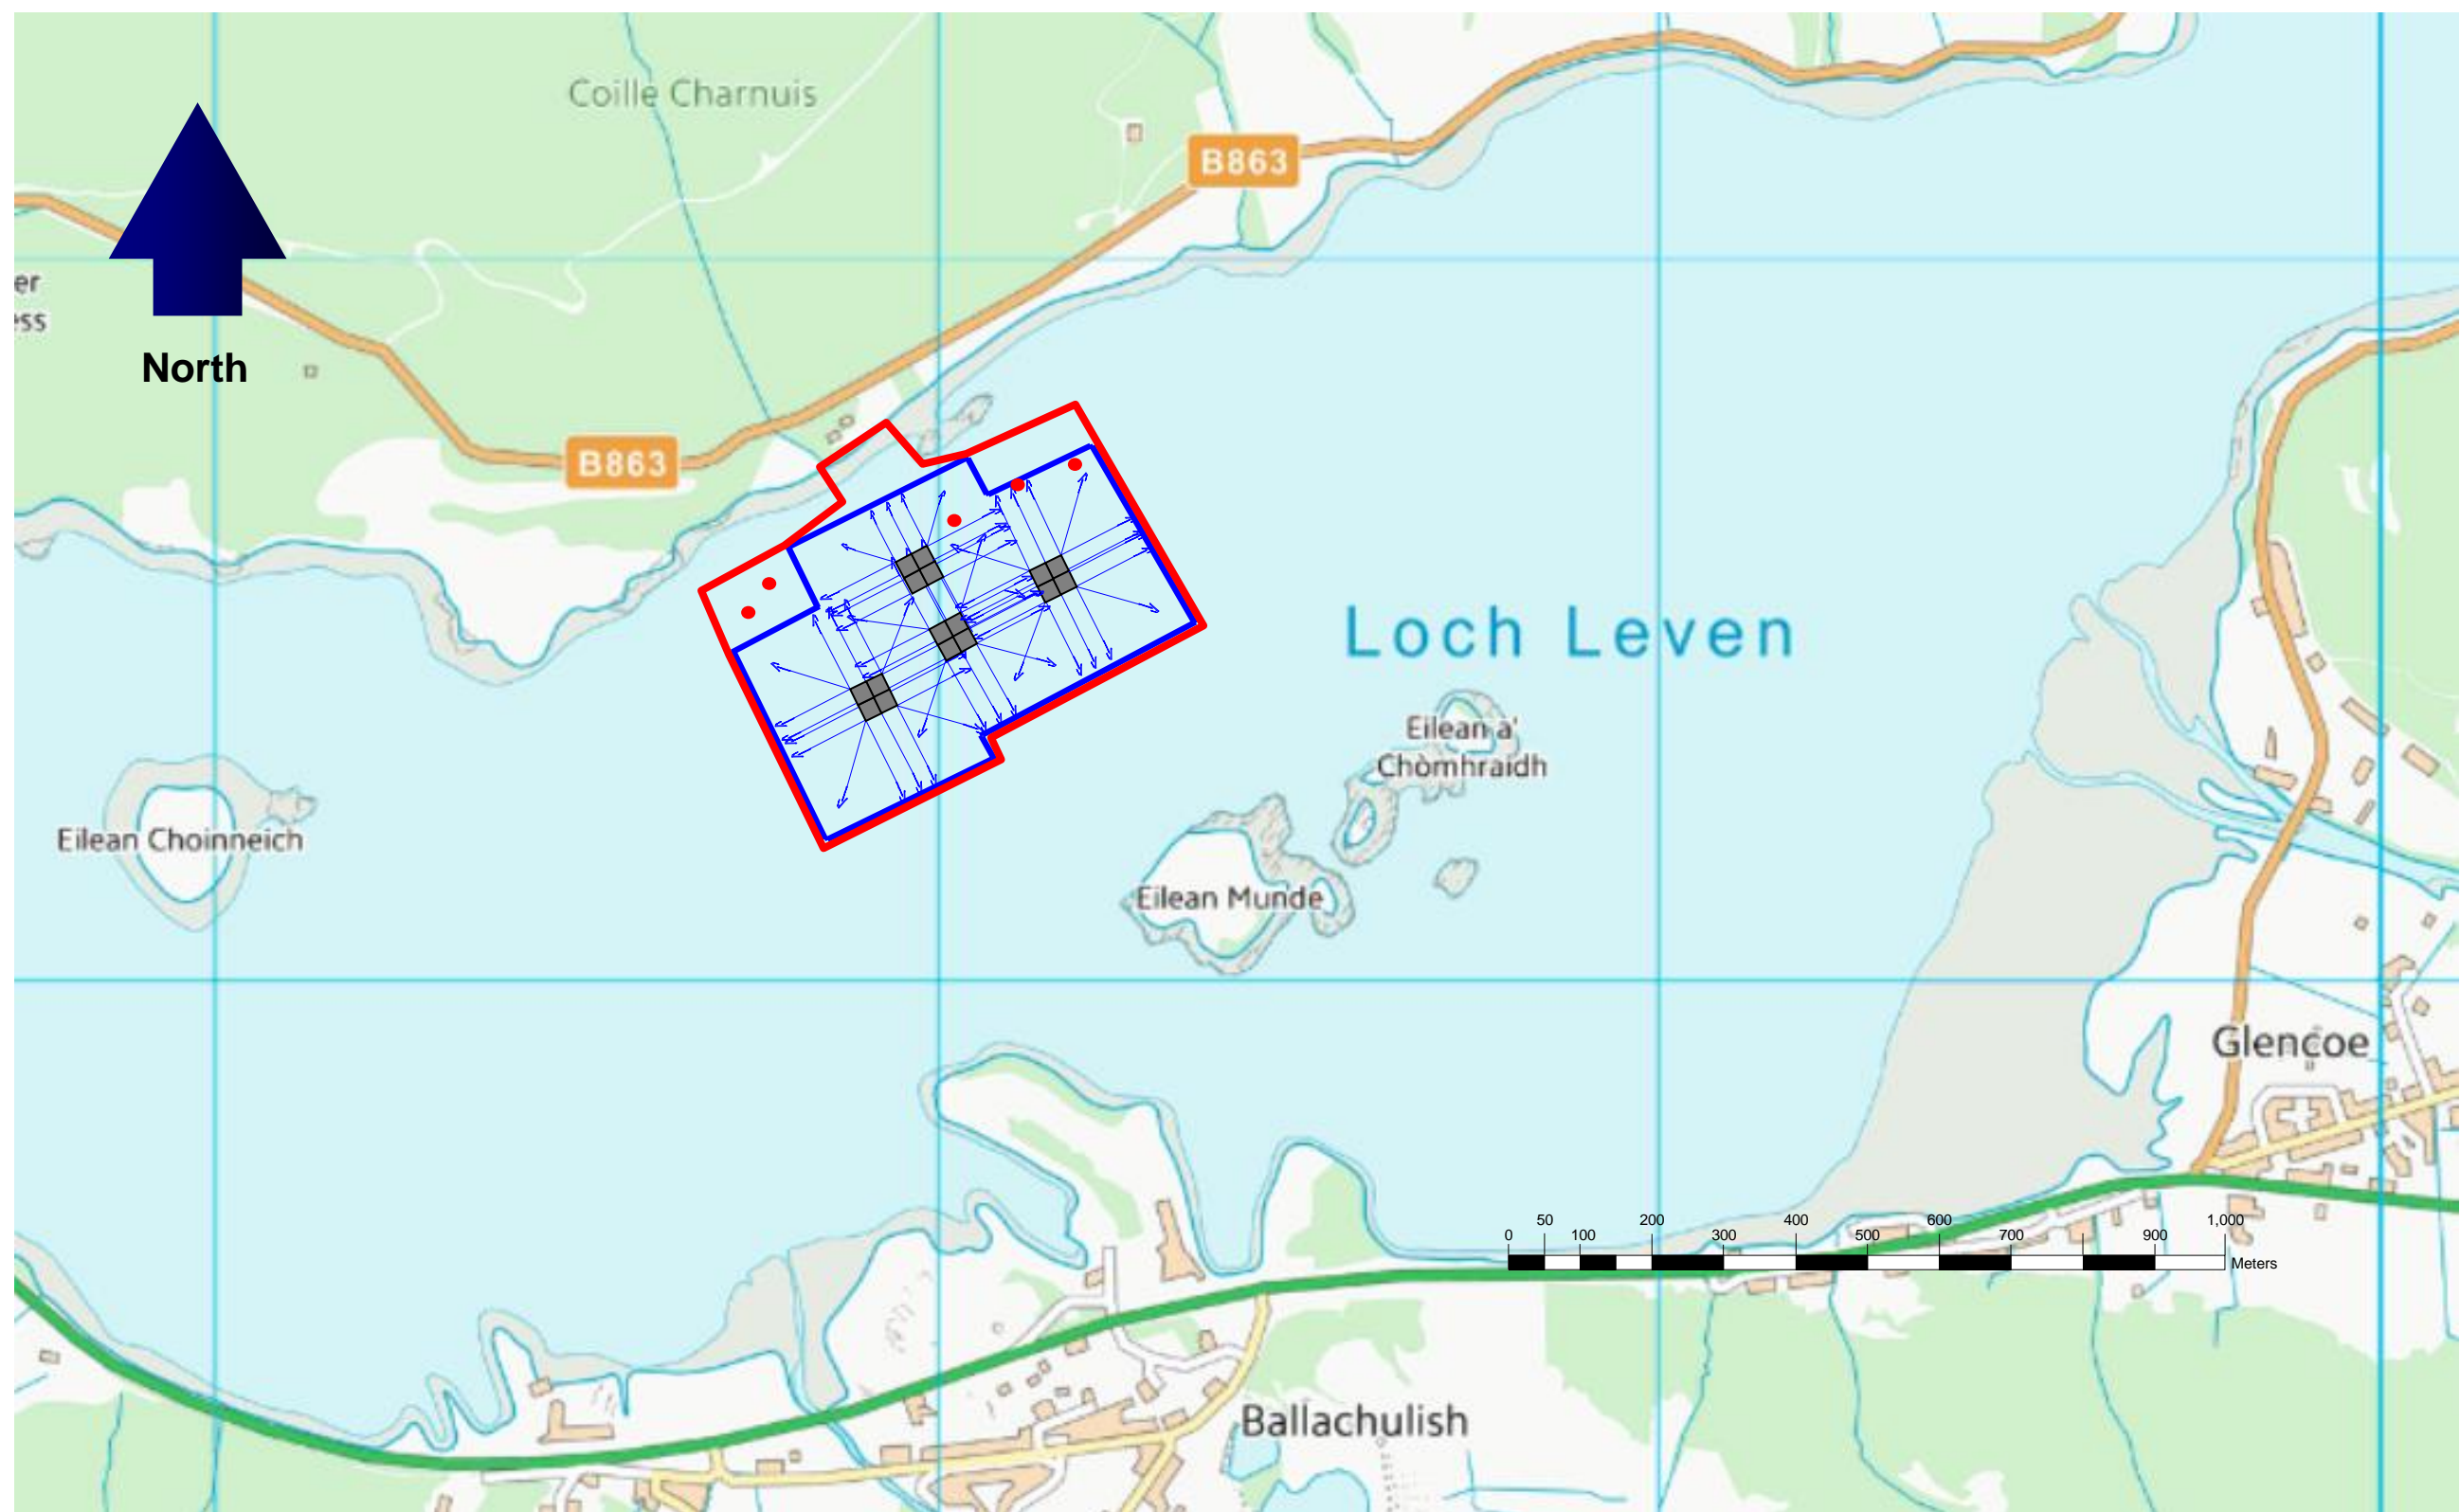 Coille Charnuis
B863
er
ess
North
B863
Loch Leven
Eilean a'
Chòmhraidh
Eilean Choinneich
Eilean Munde
Glencoe
50 200 400 600 1,000
0 100 300 500 700 900
Meters
Ballachulish